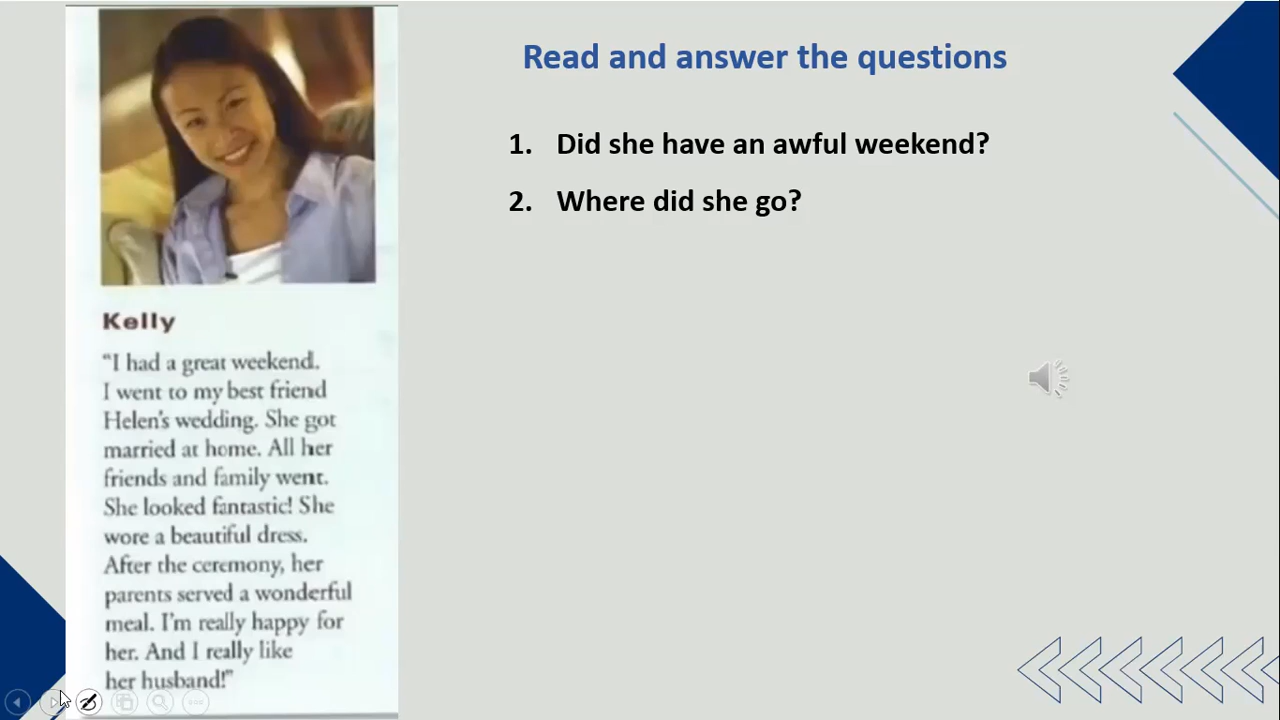 Read and answer the questions
1. Did she have an awful weekend?
2. Where did she go?
Kelly
"I had a great weekend.
I went to my best friend
Helen's wedding. She got
married at home. All her
friends and family went.
She looked fantastic! She
wore a beautiful dress.
After the ceremony, her
parents served a wonderful
meal. I'm really happy for
her. And I really like
her husband!"